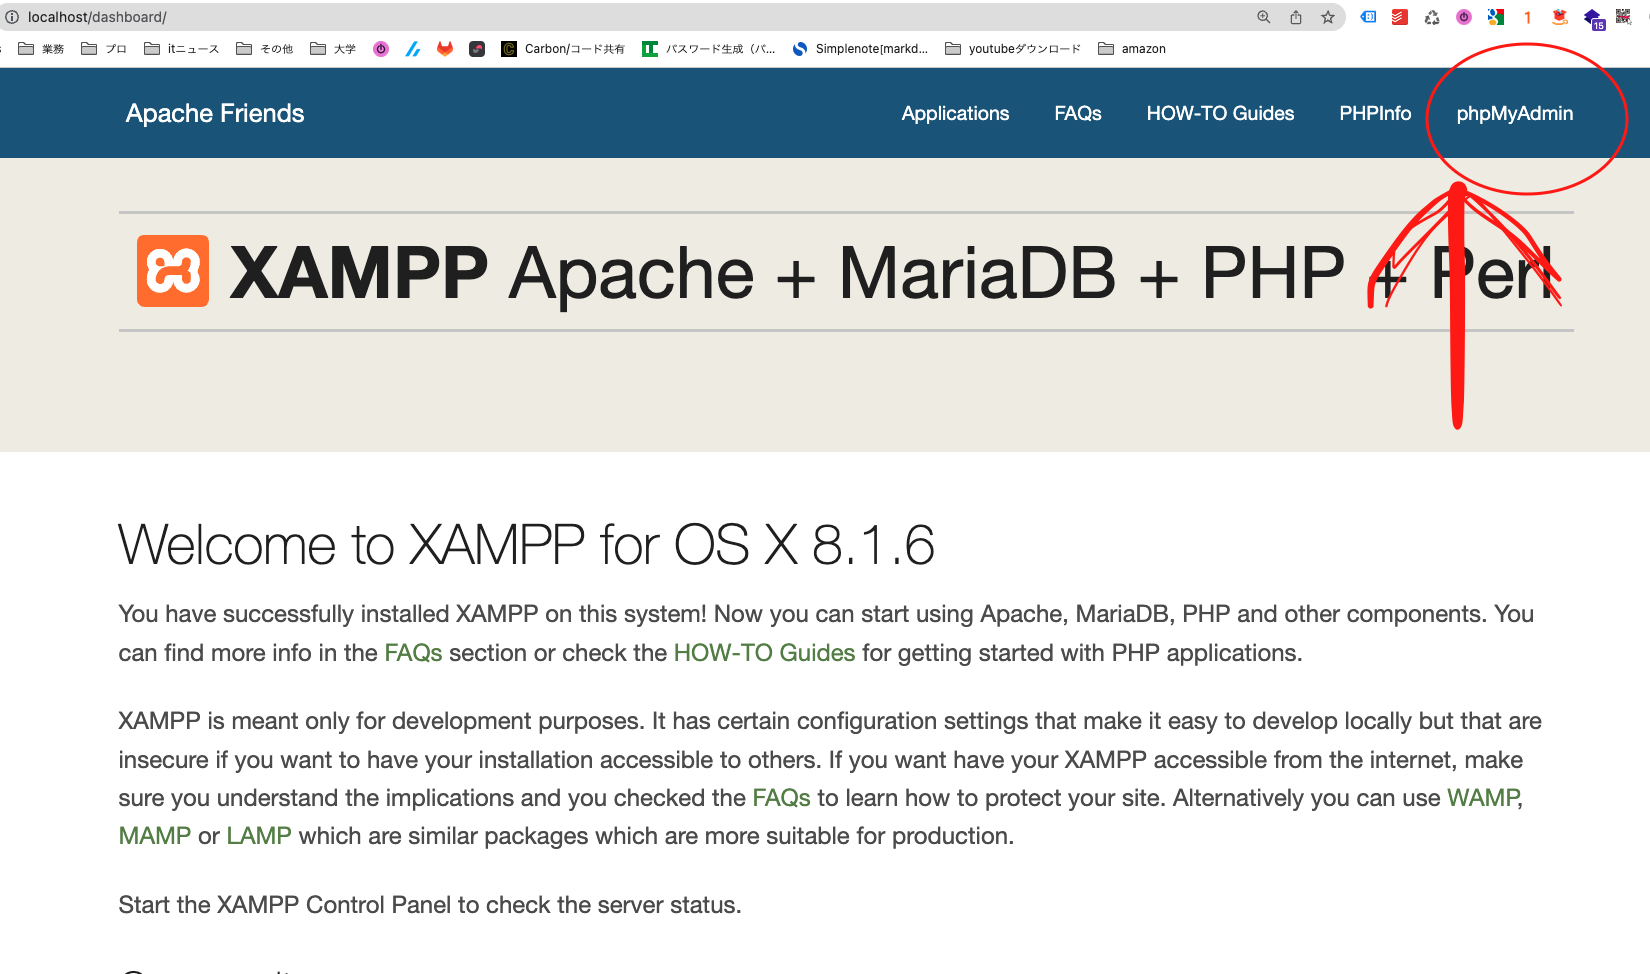 localhost/dashboard/
15
業務 プロ itニュース その他 大学 Carbon/コード共有 パスワード生成（パ... Simplenote[markd... youtubeダウンロード amazon
Apache Friends Applications FAQs HOW-TO Guides PHPInfo phpMyAdmin
XAMPP Apache + MariaDB + PHP + Perl
Welcome to XAMPP for OS X 8.1.6
You have successfully installed XAMPP on this system! Now you can start using Apache, MariaDB, PHP and other components. You
can find more info in the FAQs section or check the HOW-TO Guides for getting started with PHP applications.
XAMPP is meant only for development purposes. It has certain configuration settings that make it easy to develop locally but that are
insecure if you want to have your installation accessible to others. If you want have your XAMPP accessible from the internet, make
sure you understand the implications and you checked the FAQs to learn how to protect your site. Alternatively you can use WAMP,
MAMP or LAMP which are similar packages which are more suitable for production.
Start the XAMPP Control Panel to check the server status.